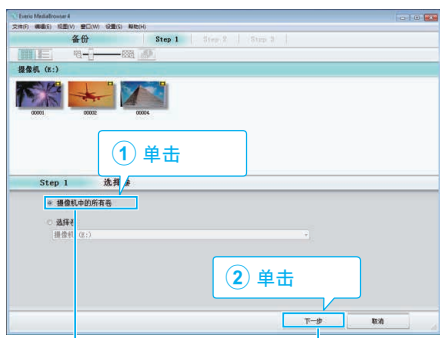 Everio MediaBrowser 4
文件(F) 编辑(E) 视图(V) 窗口(W) 设置(S) 帮助(H)
备份 Step 1 Step 2 Step 3
摄像机 (E:)
00001 00002 00004
① 单击
Step 1 选择卷
摄像机中的所有卷
选择卷
摄像机 (E:)
② 单击
下一步 取消